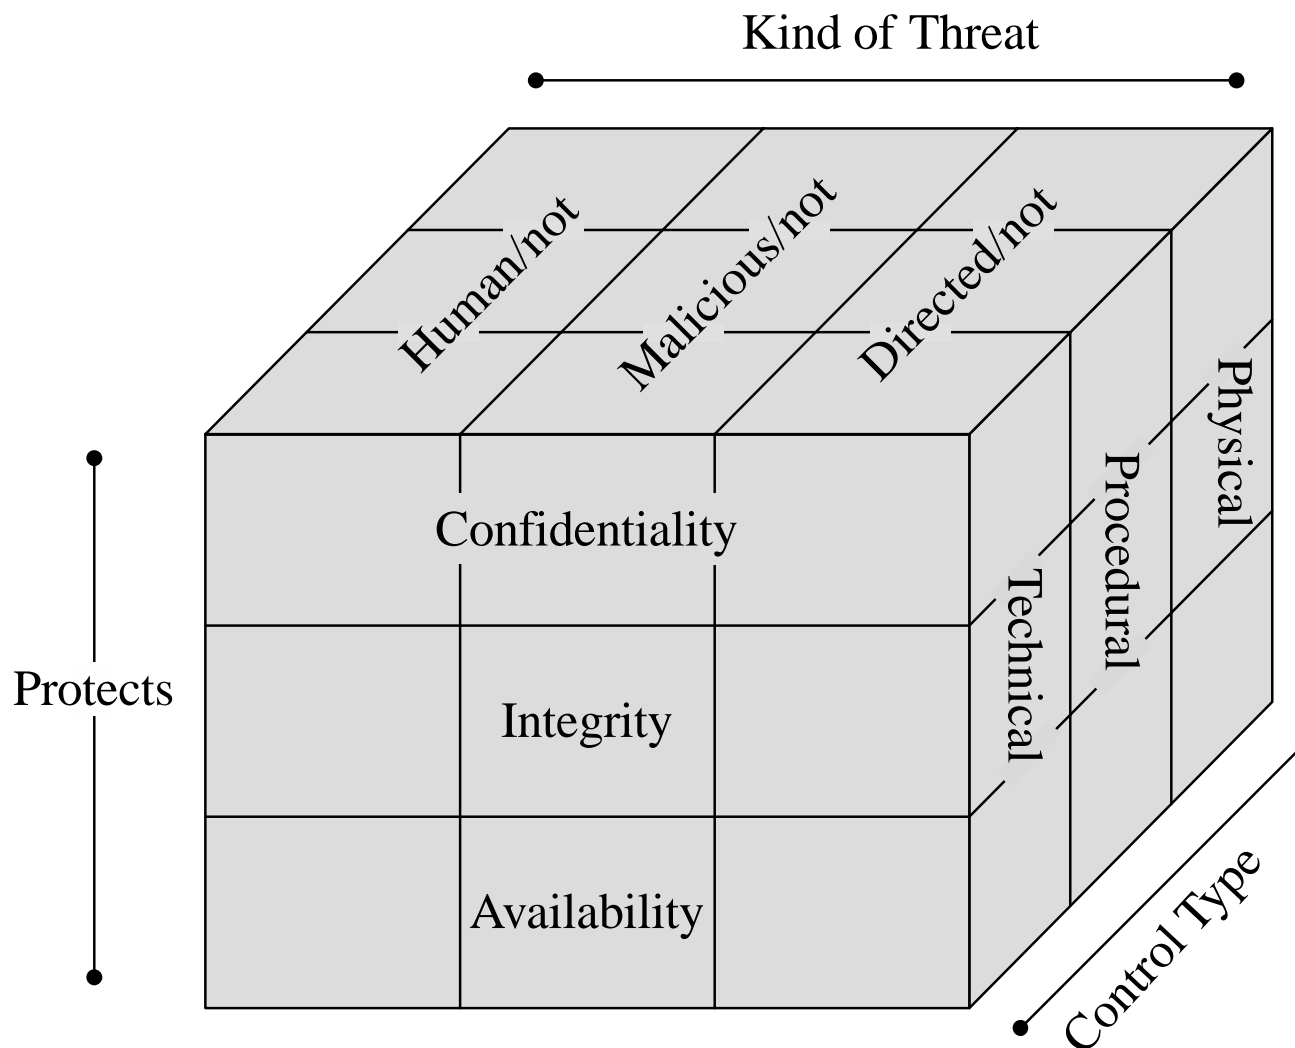 Kind of Threat
Human/not
Malicious/not
Directed/not
Physical
Procedural
Technical
Confidentiality
Integrity
Availability
Protects
Control Type